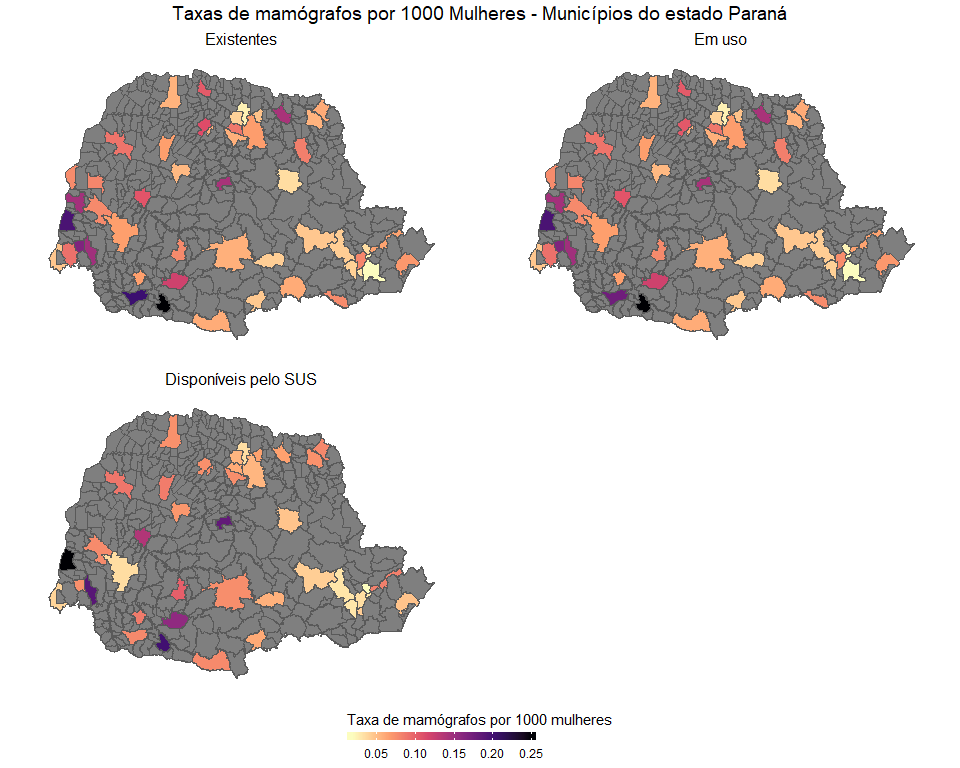 Taxas de mamógrafos por 1000 Mulheres - Municípios do estado Paraná
Existentes
Em uso
Disponíveis pelo SUS
Taxa de mamógrafos por 1000 mulheres
0.05 0.10 0.15 0.20 0.25